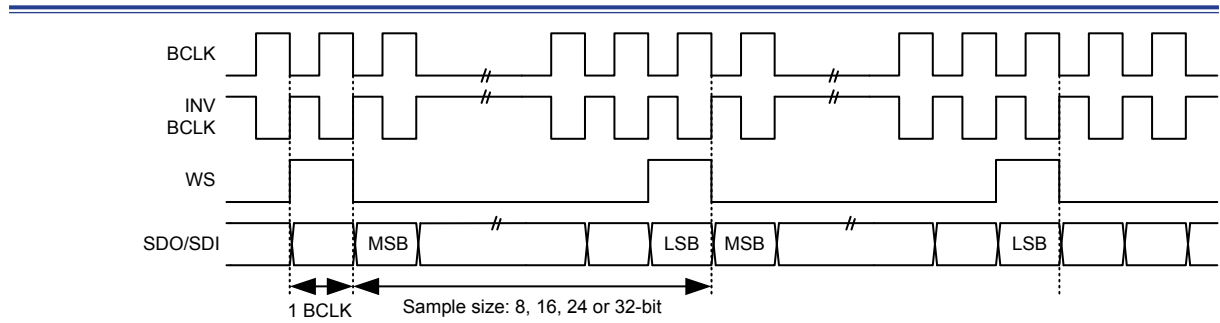 BCLK
INV
BCLK
WS
SDO/SDI
MSB
LSB
MSB
LSB
1 BCLK
Sample size: 8, 16, 24 or 32-bit